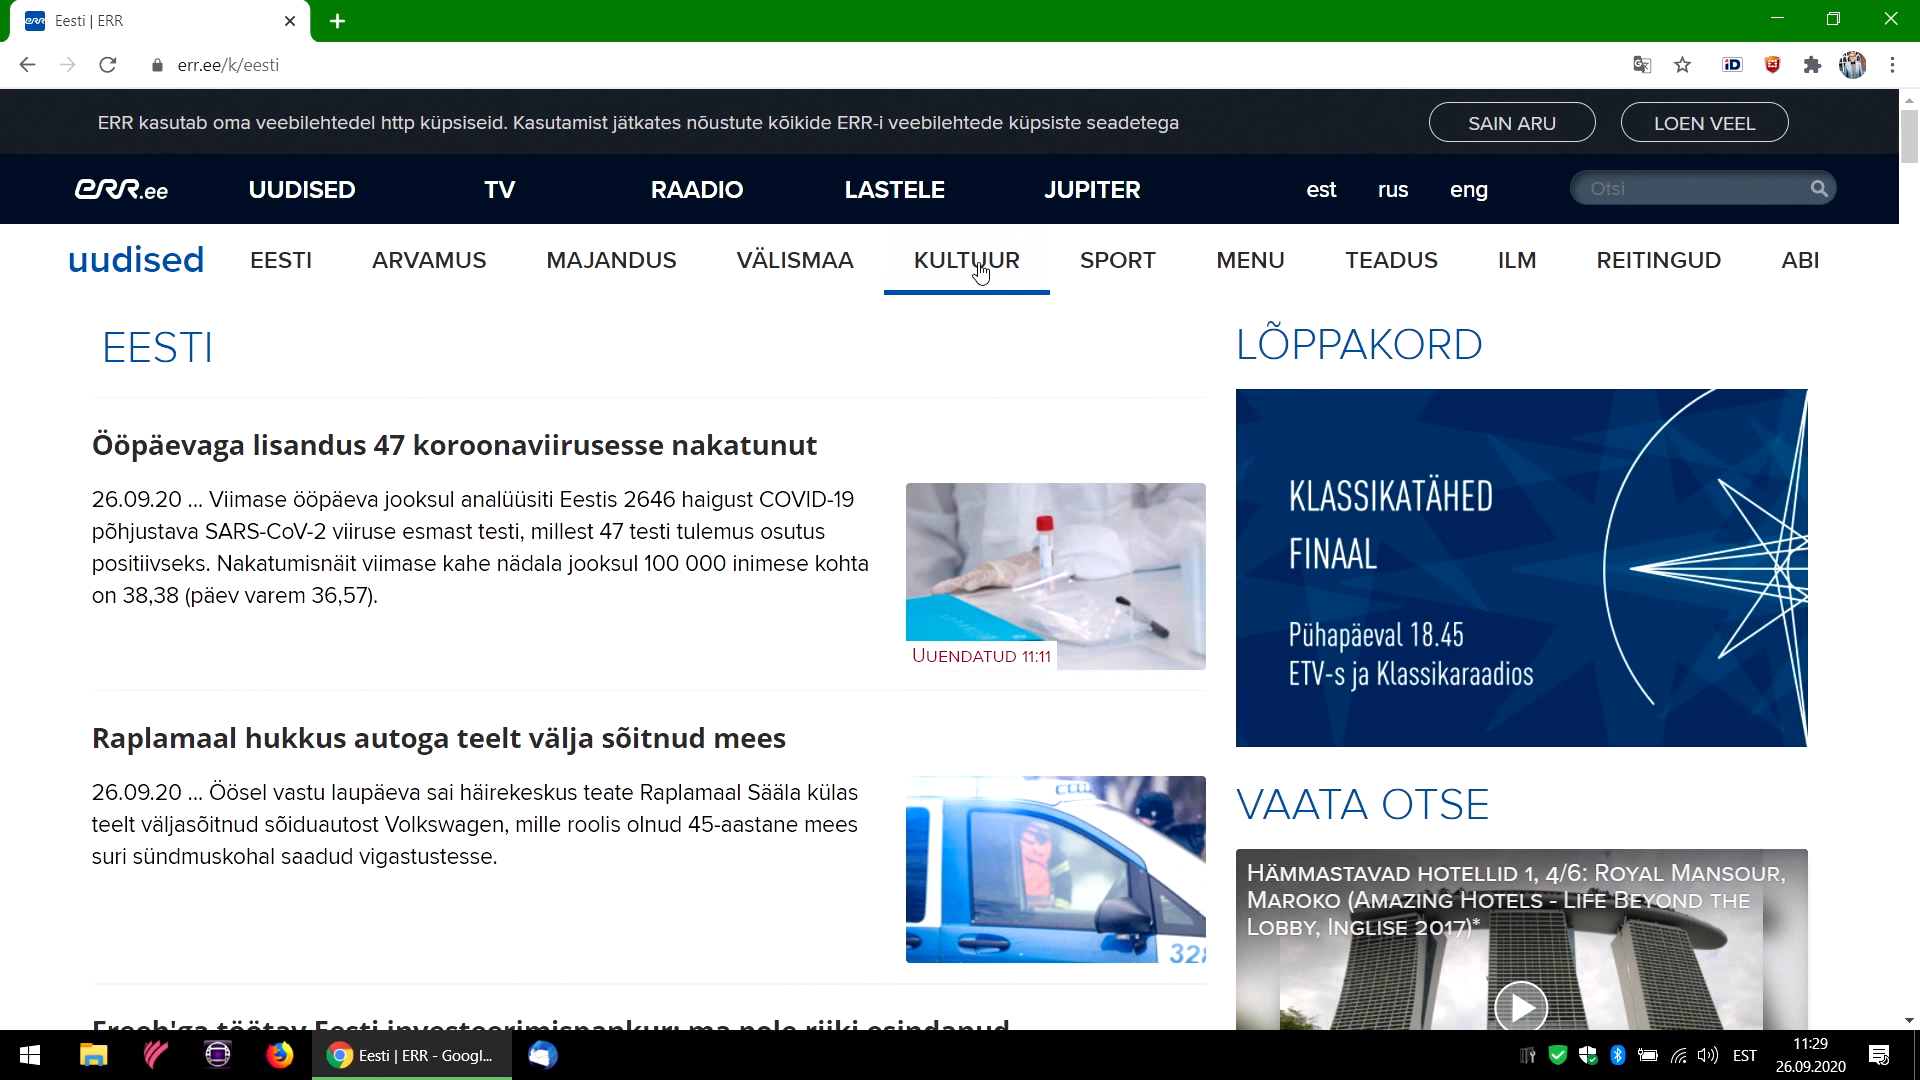 Eesti | ERR
err.ee/k/eesti
ERR kasutab oma veebilehtedel http küpsiseid. Kasutamist jätkates nõustute kõikide ERR-i veebilehtede küpsiste seadetega
SAIN ARU
LOEN VEEL
err.ee
UUDISED
TV
RAADIO
LASTELE
JUPITER
est
rus
eng
Otsi
uudised
EESTI
ARVAMUS
MAJANDUS
VÄLISMAA
KULTUUR
SPORT
MENU
TEADUS
ILM
REITINGUD
ABI
EESTI
Ööpäevaga lisandus 47 koroonaviirusesse nakatunut
26.09.20 ... Viimase ööpäeva jooksul analüüsiti Eestis 2646 haigust COVID-19
põhjustava SARS-CoV-2 viiruse esmast testi, millest 47 testi tulemus osutus
positiivseks. Nakatumisnäit viimase kahe nädala jooksul 100 000 inimese kohta
on 38,38 (päev varem 36,57).
UUENDATUD 11:11
Raplamaal hukkus autoga teelt välja sõitnud mees
26.09.20 ... Öösel vastu laupäeva sai häirekeskus teate Raplamaal Sääla külas
teelt väljasõitnud sõiduautost Volkswagen, mille roolis olnud 45-aastane mees
suri sündmuskohal saadud vigastustesse.
LÕPPAKORD
KLASSIKATÄHED
FINAAL
Pühapäeval 18.45
ETV-s ja Klassikaraadios
VAATA OTSE
HÄMMASTAVAD HOTELLID 1, 4/6: ROYAL MANSOUR,
MAROKO (AMAZING HOTELS - LIFE BEYOND THE
LOBBY, INGLISE 2017)*
Eesti | ERR - Googl...
EST
11:29
26.09.2020